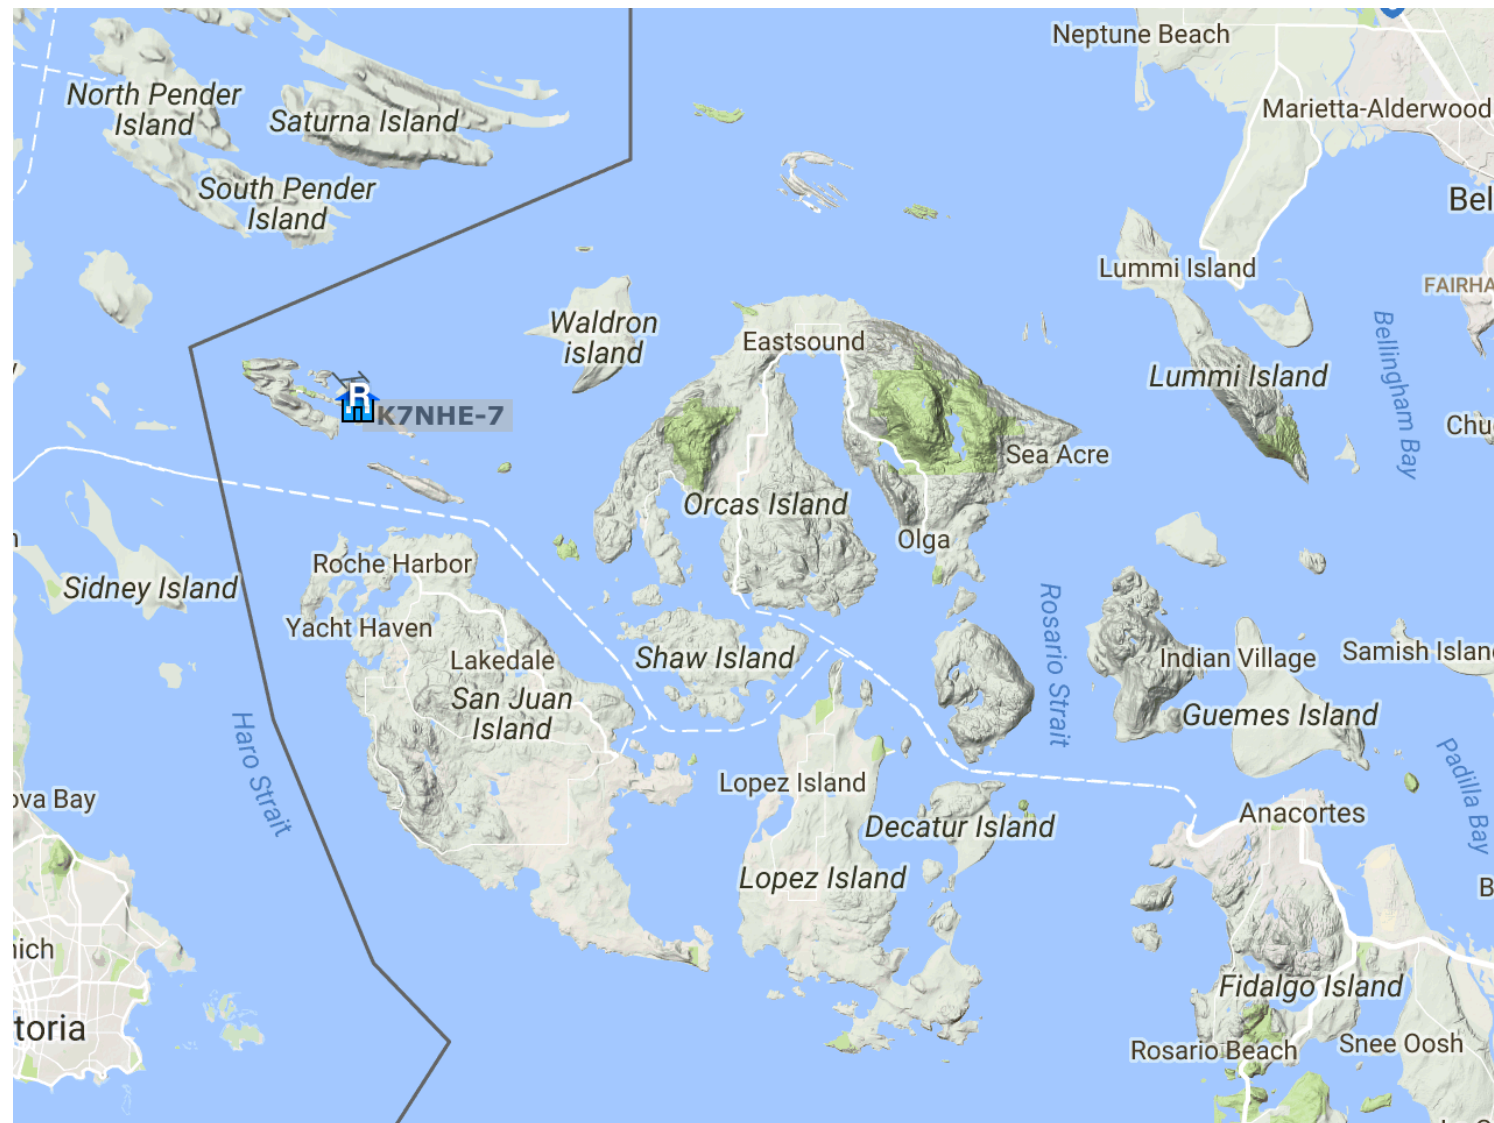 Neptune Beach
North Pender
Island
Saturna Island
Marietta-Alderwood
South Pender
Island
Bel
Lummi Island
FAIRHA
Waldron
island
Eastsound
Bellingham Bay
Lummi Island
R
K7NHE-7
Chu
Sea Acre
Orcas Island
Olga
Roche Harbor
Sidney Island
Rosario Strait
Yacht Haven
Lakedale
Shaw Island
Indian Village
Samish Islan
San Juan
Island
Guemes Island
Haro Strait
Padilla Bay
Lopez Island
ova Bay
Anacortes
Decatur Island
Lopez Island
B
nich
Fidalgo Island
toria
Rosario Beach
Snee Oosh